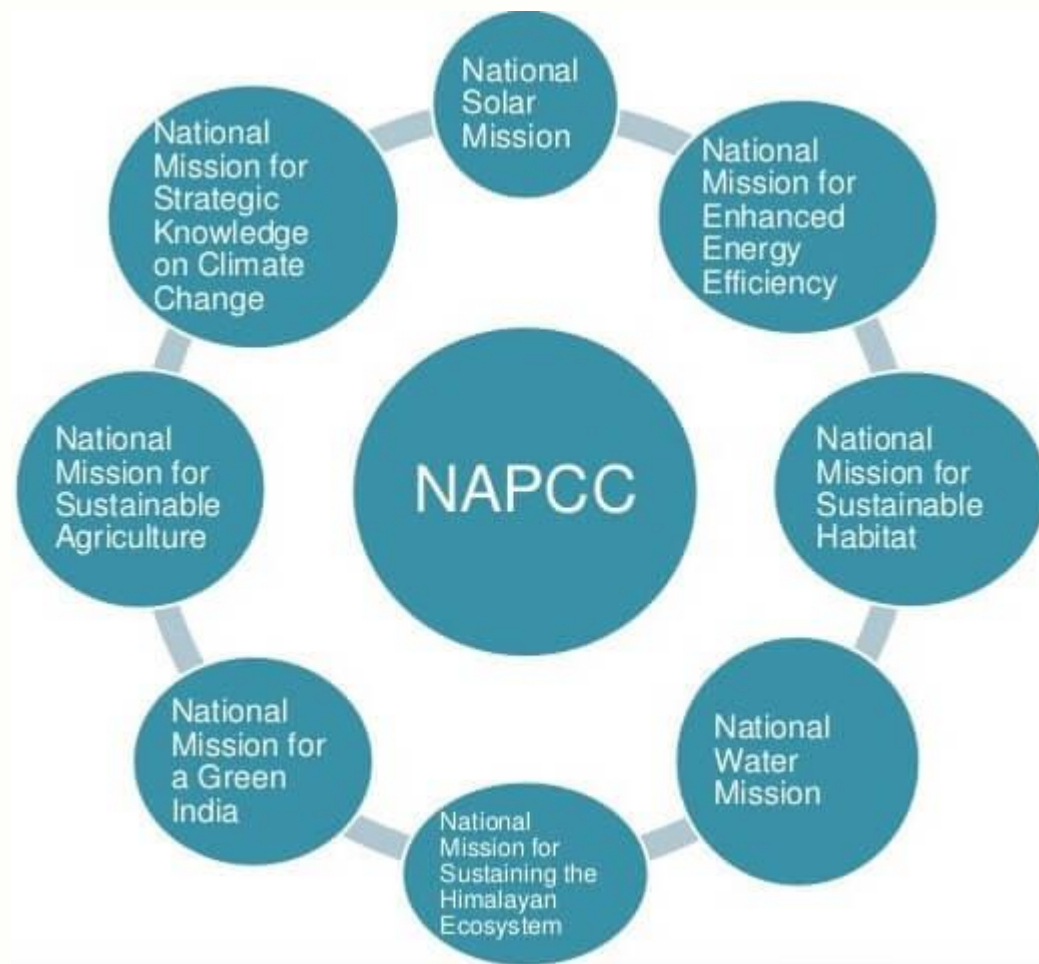 National
Solar
Mission
National
Mission for
Enhanced
Energy
Efficiency
National
Mission for
Sustainable
Habitat
National
Water
Mission
National
Mission for
Sustaining the
Himalayan
Ecosystem
National
Mission for
a Green
India
National
Mission for
Sustainable
Agriculture
National
Mission for
Strategic
Knowledge
on Climate
Change
NAPCC